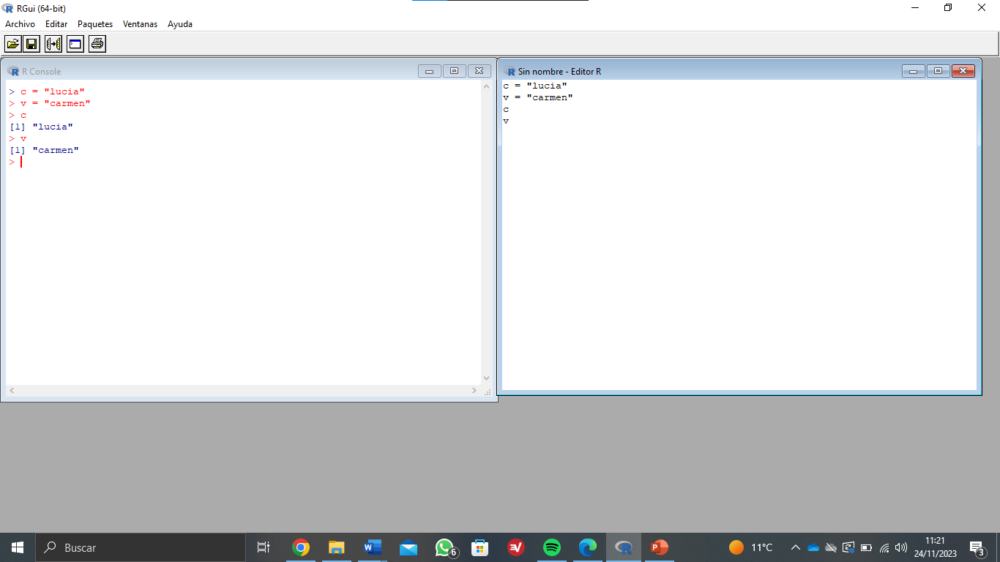 RGui (64-bit)
Archivo Editar Paquetes Ventanas Ayuda
R Console
> c = "lucia"
> v = "carmen"
> c
[1] "lucia"
> v
[1] "carmen"
>
Sin nombre - Editor R
c = "lucia"
v = "carmen"
c
v
Buscar
6
11°C
11:21
24/11/2023
3